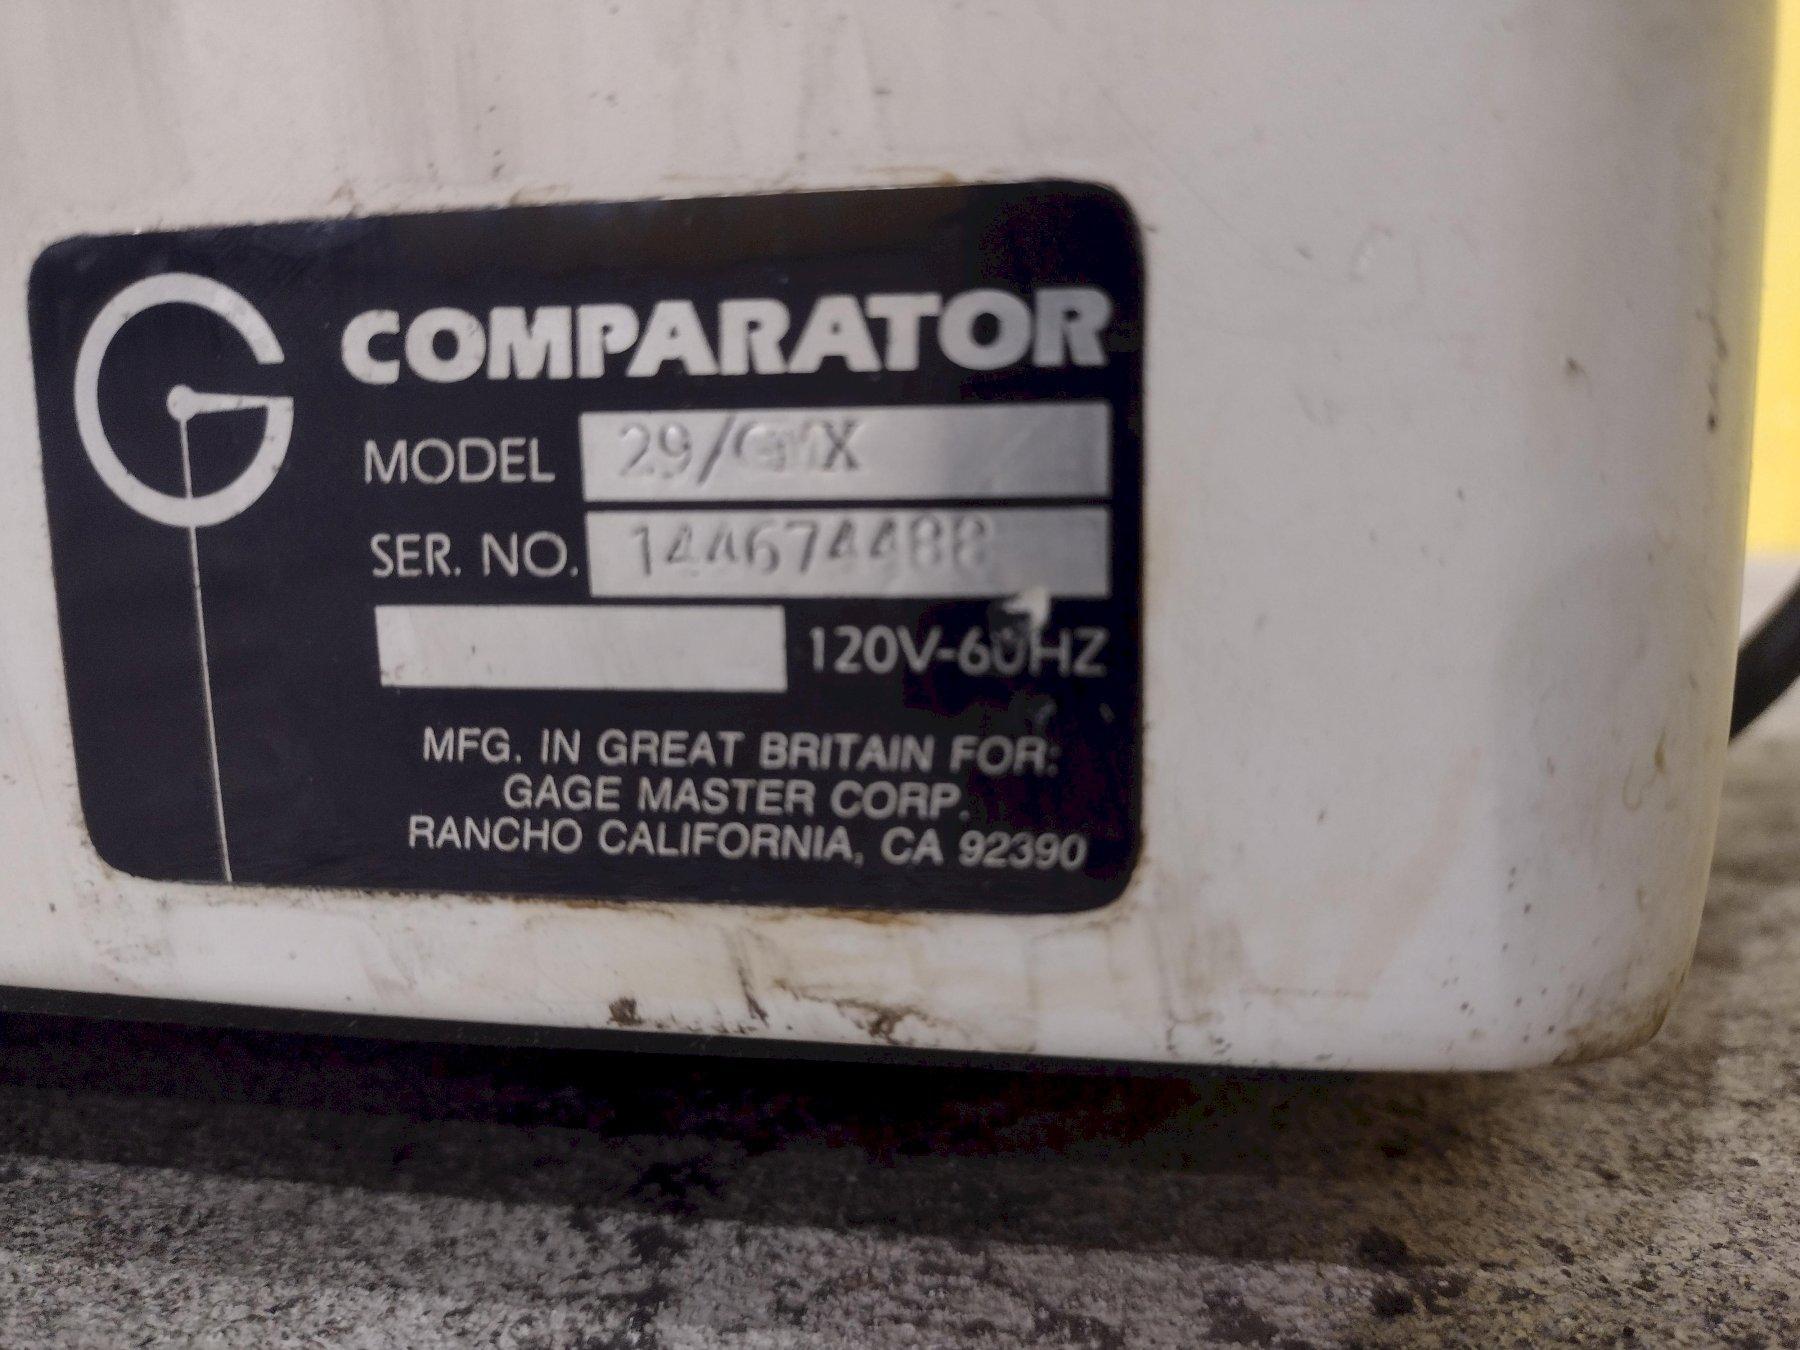 COMPARATOR
MODEL 29/GMX
SER. NO. 144674488
120V-60HZ
MFG. IN GREAT BRITAIN FOR:
GAGE MASTER CORP.
RANCHO CALIFORNIA, CA 92390